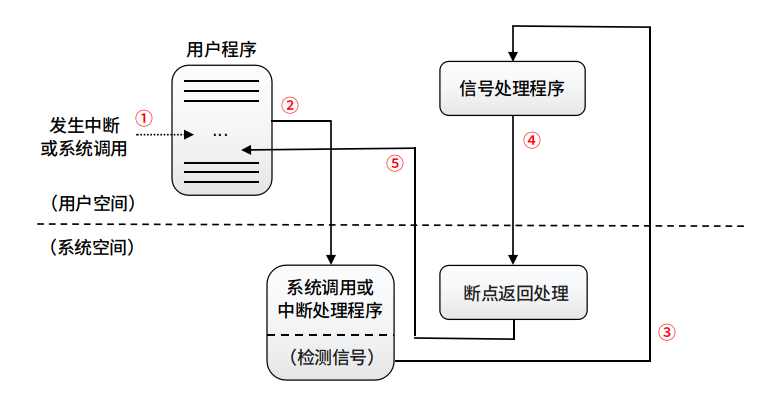 用户程序
...
①
发生中断
或系统调用
②
信号处理程序
④
⑤
（用户空间）
（系统空间）
系统调用或
中断处理程序
（检测信号）
断点返回处理
③